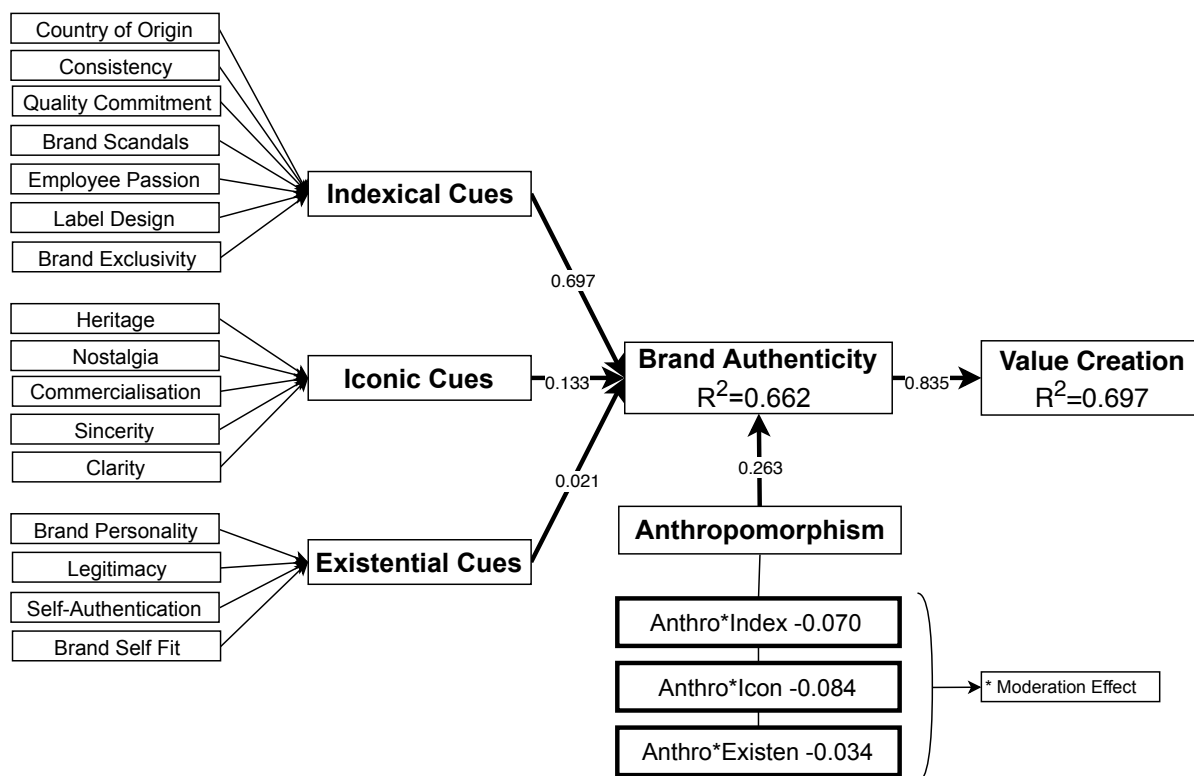 Country of Origin
Consistency
Quality Commitment
Brand Scandals
Employee Passion
Label Design
Brand Exclusivity
Indexical Cues
0.697
Heritage
Nostalgia
Commercialisation
Sincerity
Clarity
Iconic Cues
0.133
Brand Authenticity
R²=0.662
0.835
Value Creation
R²=0.697
0.263
0.021
Brand Personality
Legitimacy
Self-Authentication
Brand Self Fit
Existential Cues
Anthropomorphism
Anthro*Index -0.070
Anthro*Icon -0.084
Anthro*Existen -0.034
* Moderation Effect